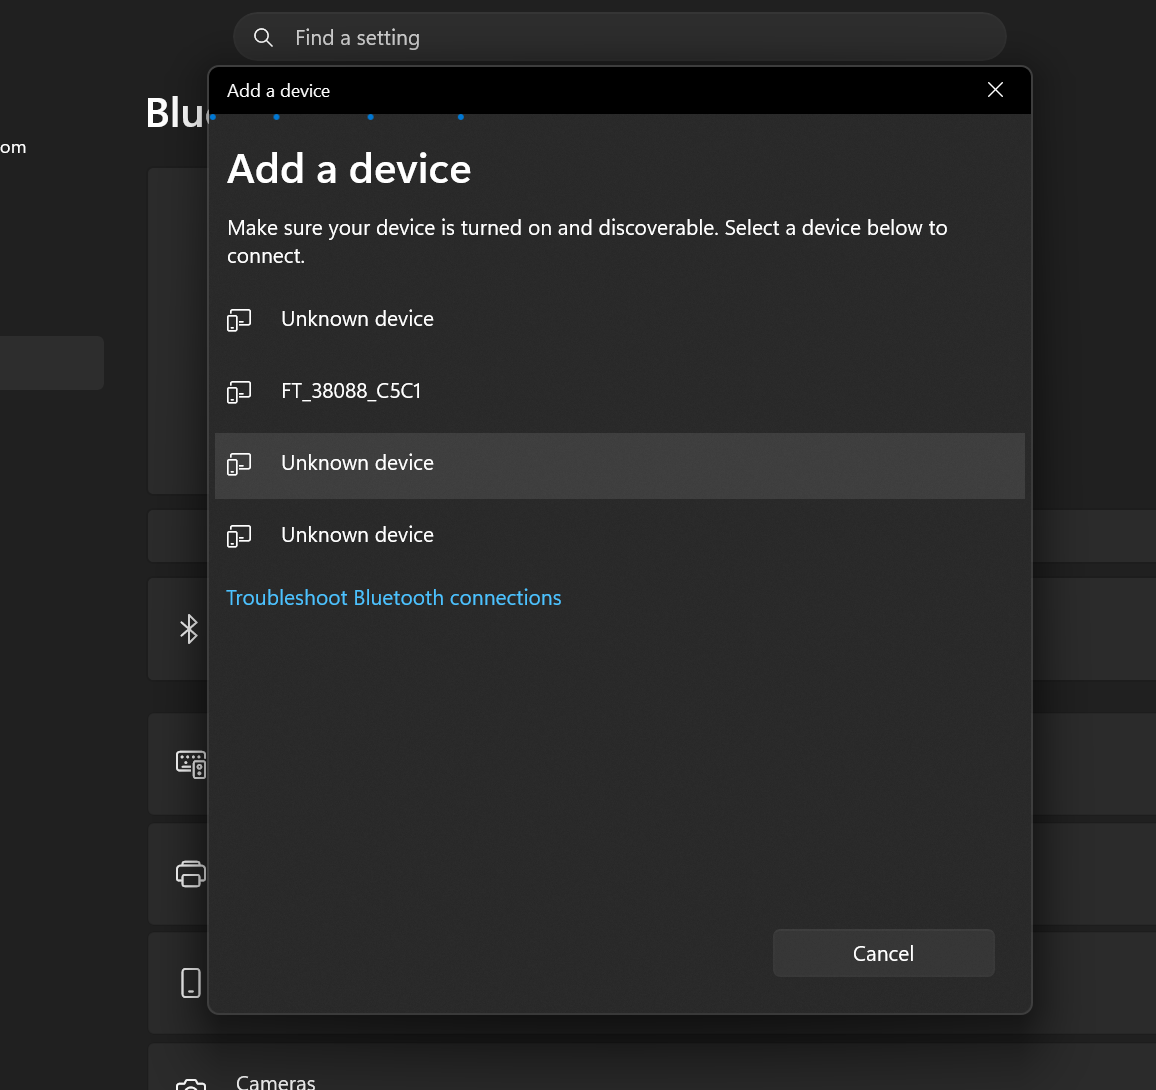 Find a setting
Add a device
Blu
om
Add a device
Make sure your device is turned on and discoverable. Select a device below to
connect.
Unknown device
FT_38088_C5C1
Unknown device
Unknown device
Troubleshoot Bluetooth connections
Cancel
Cameras